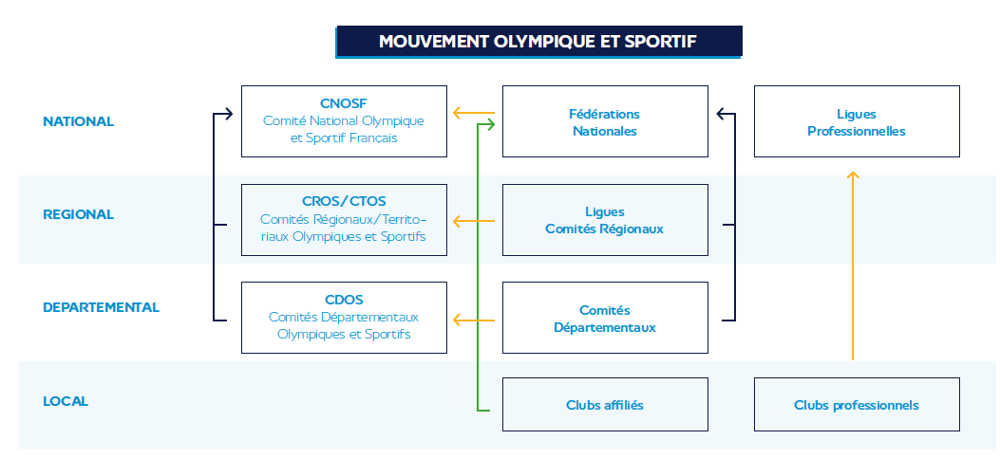 MOUVEMENT OLYMPIQUE ET SPORTIF
NATIONAL
CNOSF
Comité National Olympique
et Sportif Français
Fédérations
Nationales
Ligues
Professionnelles
REGIONAL
CROS/CTOS
Comités Régionaux/Territo-
riaux Olympiques et Sportifs
Ligues
Comités Régionaux
DEPARTEMENTAL
CDOS
Comités Départementaux
Olympiques et Sportifs
Comités
Départementaux
LOCAL
Clubs affiliés
Clubs professionnels